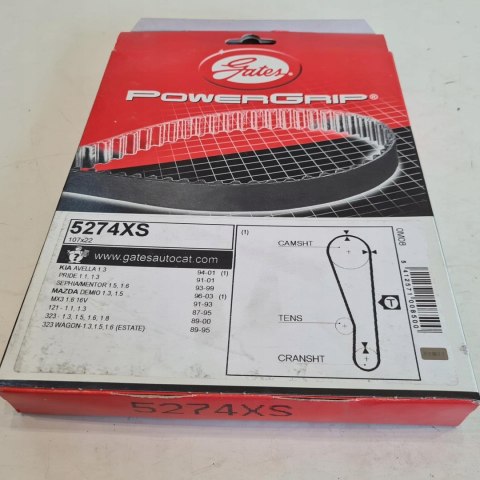 Gates
POWERGRIP®
5274XS
107x22
www.gatesautocat.com
KIA AVELLA 1.3 94-01 (1)
PRIDE 1.1, 1.3 91-01
SEPHIA/MENTOR 1.5, 1.6 93-99
MAZDA DEMIO 1.3, 1.5 96-03 (1)
MX3 1.6 16V 91-93
121 - 1.1, 1.3 87-95
323 - 1.3, 1.5, 1.6, 1.8 89-00
323 WAGON-1.3,1.5,1.6 (ESTATE) 89-95
(1)
CAMSHT
TENS
CRANSHT
T
5274XS